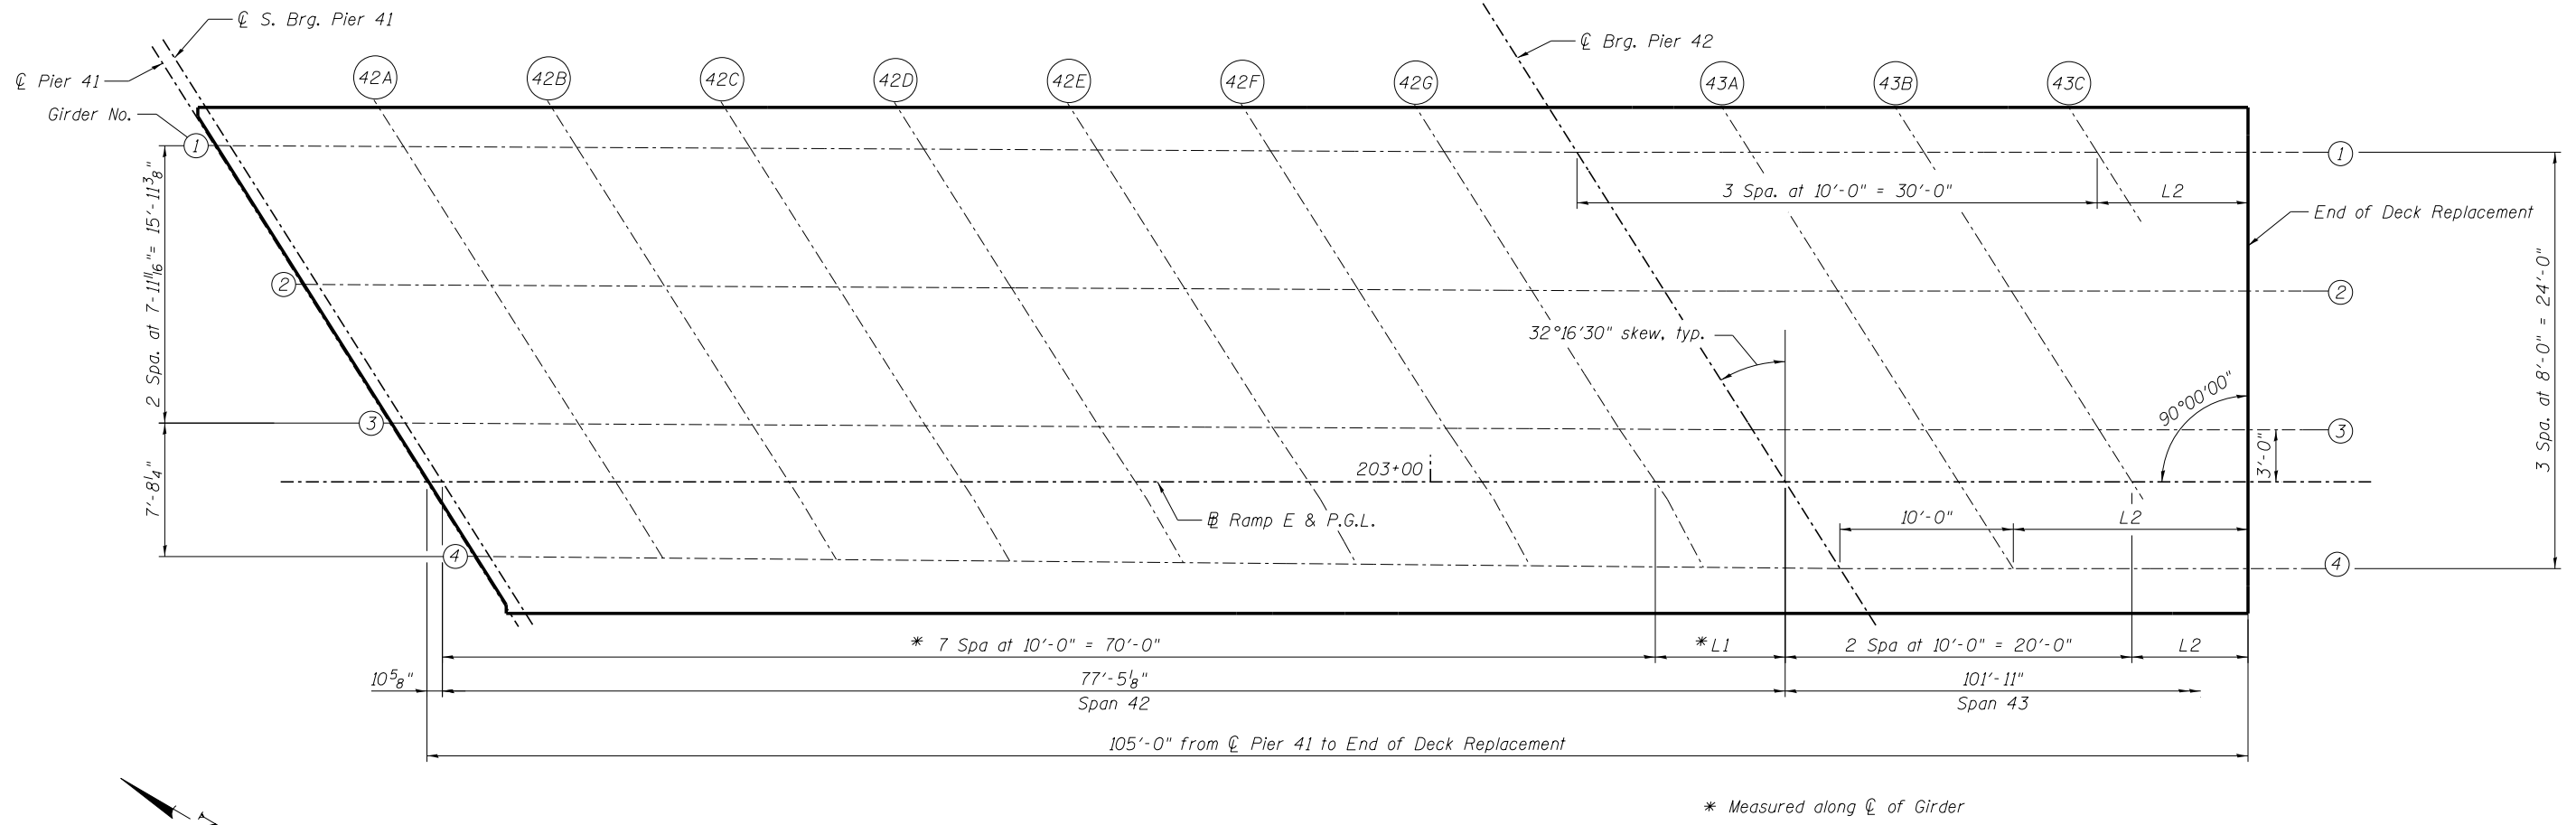 ℄ S. Brg. Pier 41
℄ Brg. Pier 42
℄ Pier 41
42A
42B
42C
42D
42E
42F
42G
43A
43B
43C
Girder No.
1
1
3 Spa. at 10'-0" = 30'-0"
L2
End of Deck Replacement
2 Spa. at 7-11 11/16"= 15'-11 3/8"
2
2
3 Spa. at 8'-0" = 24'-0"
32°16'30" skew, typ.
90°00'00"
3
3
3'-0"
7'-8 1/4"
203+00
℄ Ramp E & P.G.L.
10'-0"
L2
4
4
* 7 Spa at 10'-0" = 70'-0"
*L1
2 Spa at 10'-0" = 20'-0"
L2
10 5/8"
77'-5 1/8"
101'-11"
Span 42
Span 43
105'-0" from ℄ Pier 41 to End of Deck Replacement
* Measured along ℄ of Girder